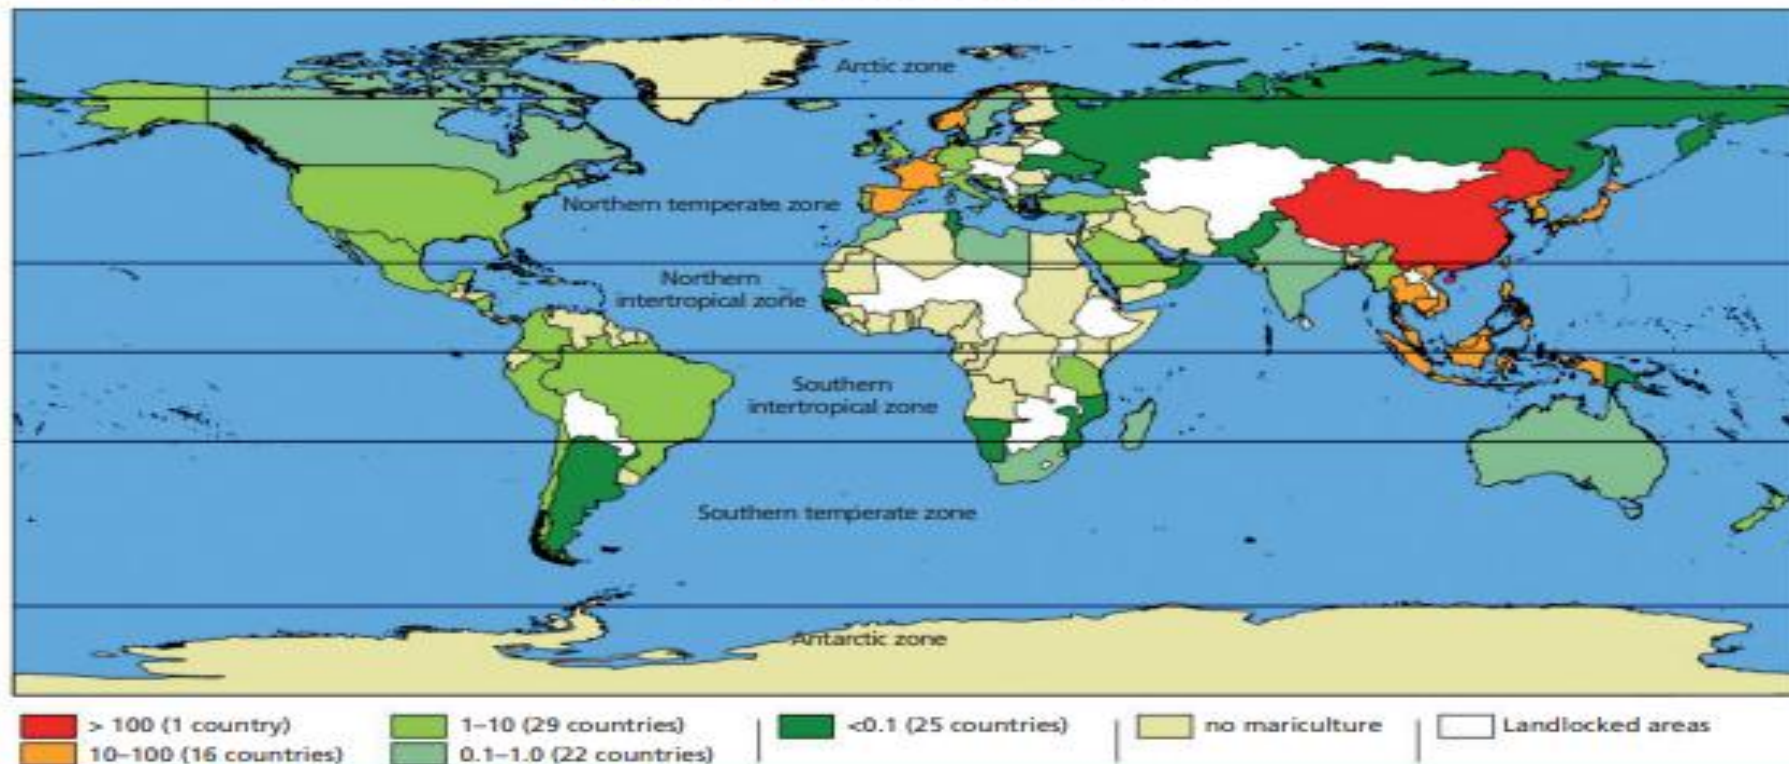 Arctic zone
Northern temperate zone
Northern
intertropical zone
Southern
intertropical zone
Southern temperate zone
Antarctic zone
> 100 (1 country)
10–100 (16 countries)
1–10 (29 countries)
0.1–1.0 (22 countries)
<0.1 (25 countries)
no mariculture
Landlocked areas